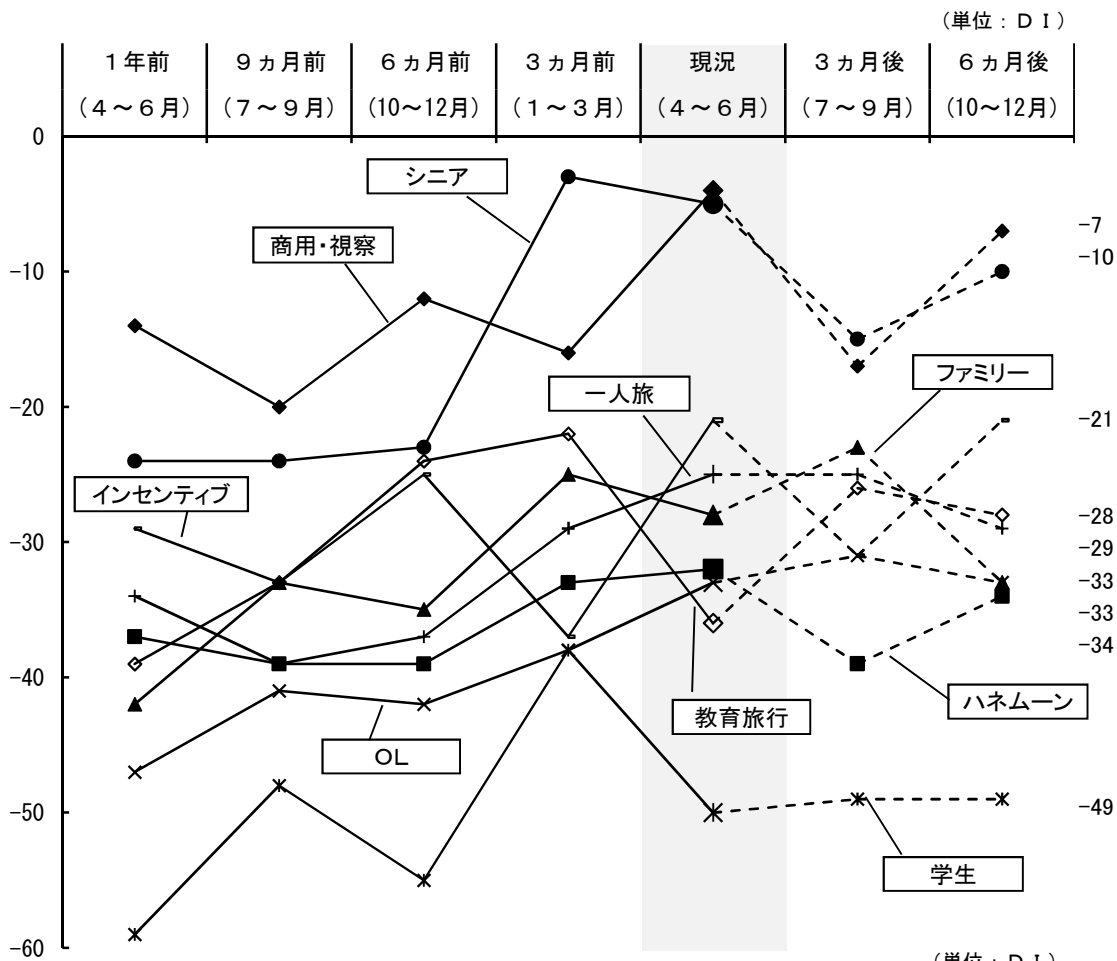 （単位：ＤＩ）
１年前 ９ヵ月前 ６ヵ月前 ３ヵ月前 現況 ３ヵ月後 ６ヵ月後
（４～６月） （７～９月） （10～12月） （１～３月） （４～６月） （７～９月） （10～12月）
0
シニア
商用・視察
-7
-10
-10
ファミリー
一人旅
-20
-21
インセンティブ
-28
-30
-29
-33
-33
-34
-40
ハネムーン
教育旅行
ＯＬ
-50
-49
学生
-60
（単位：ＤＩ）